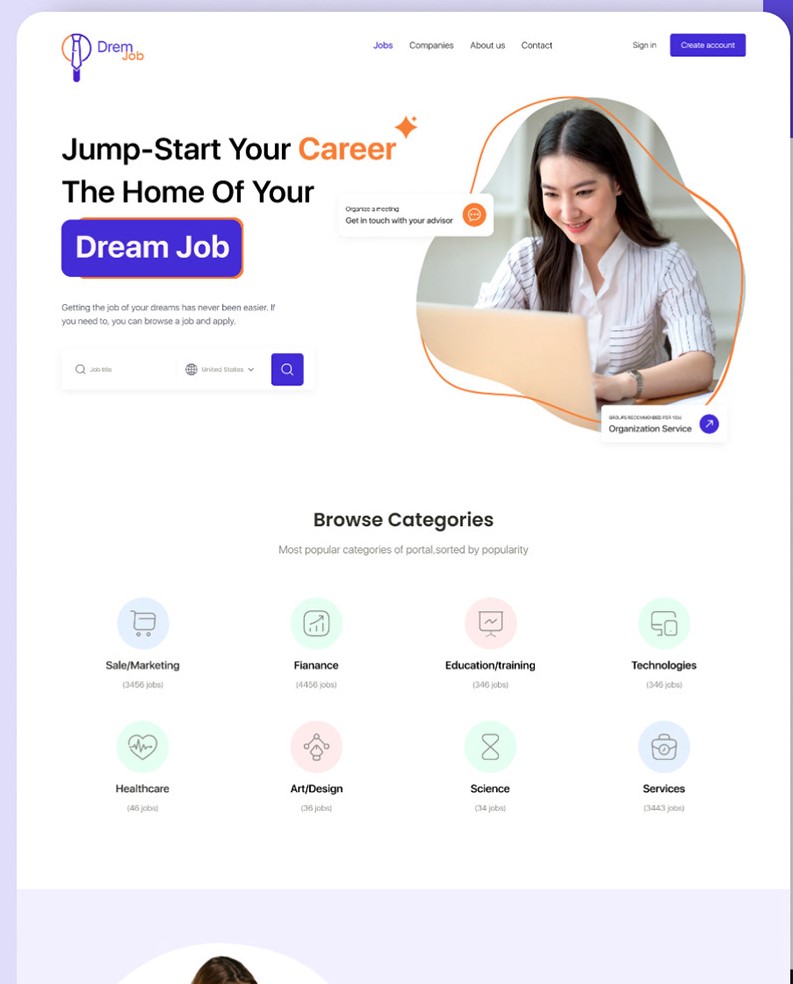 Drem
Job
Jobs
Companies
About us
Contact
Sign in
Create account
Jump-Start Your Career
The Home Of Your
Dream Job
Organize a meeting
Get in touch with your advisor
Getting the job of your dreams has never been easier. If
you need to, you can browse a job and apply.
Job title
United States
GROUPS RECOMMENDED FOR YOU
Organization Service
Browse Categories
Most popular categories of portal,sorted by popularity
Sale/Marketing
(3456 jobs)
Fianance
(4456 jobs)
Education/training
(346 jobs)
Technologies
(346 jobs)
Healthcare
(46 jobs)
Art/Design
(36 jobs)
Science
(34 jobs)
Services
(3443 jobs)